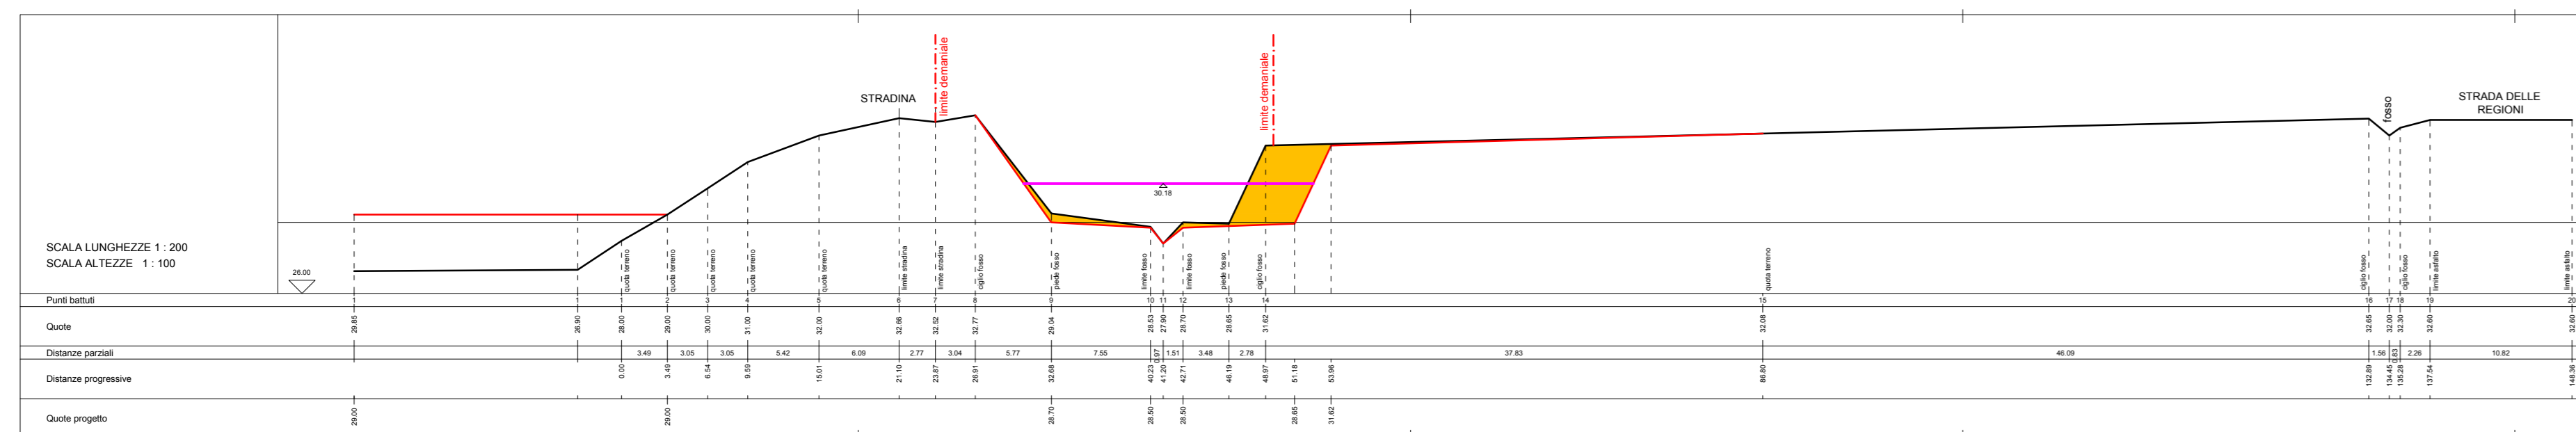 STRADINA
limite demaniale
limite demaniale
fosso
STRADA DELLE
REGIONI
30.18
SCALA LUNGHEZZE 1 : 200
SCALA ALTEZZE 1 : 100
26.00
quota terreno
quota terreno
quota terreno
quota terreno
quota terreno
limite stradina
limite stradina
ciglio fosso
piede fosso
limite fosso
limite fosso
piede fosso
ciglio fosso
quota terreno
ciglio fosso
ciglio fosso
limite asfalto
limite asfalto
Punti battuti 1 1 1 2 3 4 5 6 7 8 9 10 11 12 13 14 15 16 17 18 19 20
Quote 29.85 26.90 28.00 29.00 30.00 31.00 32.00 32.66 32.52 32.77 29.04 28.53 27.90 28.70 28.65 31.62 32.08 32.65 32.00 32.30 32.60 32.60
Distanze parziali 3.49 3.05 3.05 5.42 6.09 2.77 3.04 5.77 7.55 0.97 1.51 3.48 2.78 37.83 46.09 1.56 0.83 2.26 10.82
Distanze progressive 0.00 3.49 6.54 9.59 15.01 21.10 23.87 26.91 32.68 40.23 41.20 42.71 46.19 48.97 51.18 53.96 86.80 132.89 134.45 135.28 137.54 148.36
Quote progetto 29.00 29.00 28.70 28.50 28.50 28.65 31.62